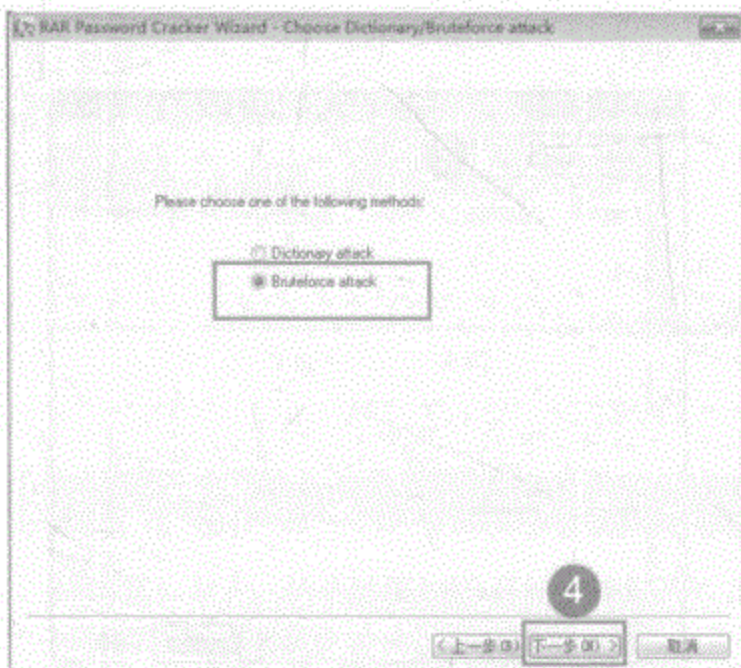 RAR Password Cracker Wizard - Choose Dictionary/Bruteforce attack
Please choose one of the following methods:
Dictionary attack
Bruteforce attack
4
< 上一步(B) 下一步(N) > 取消